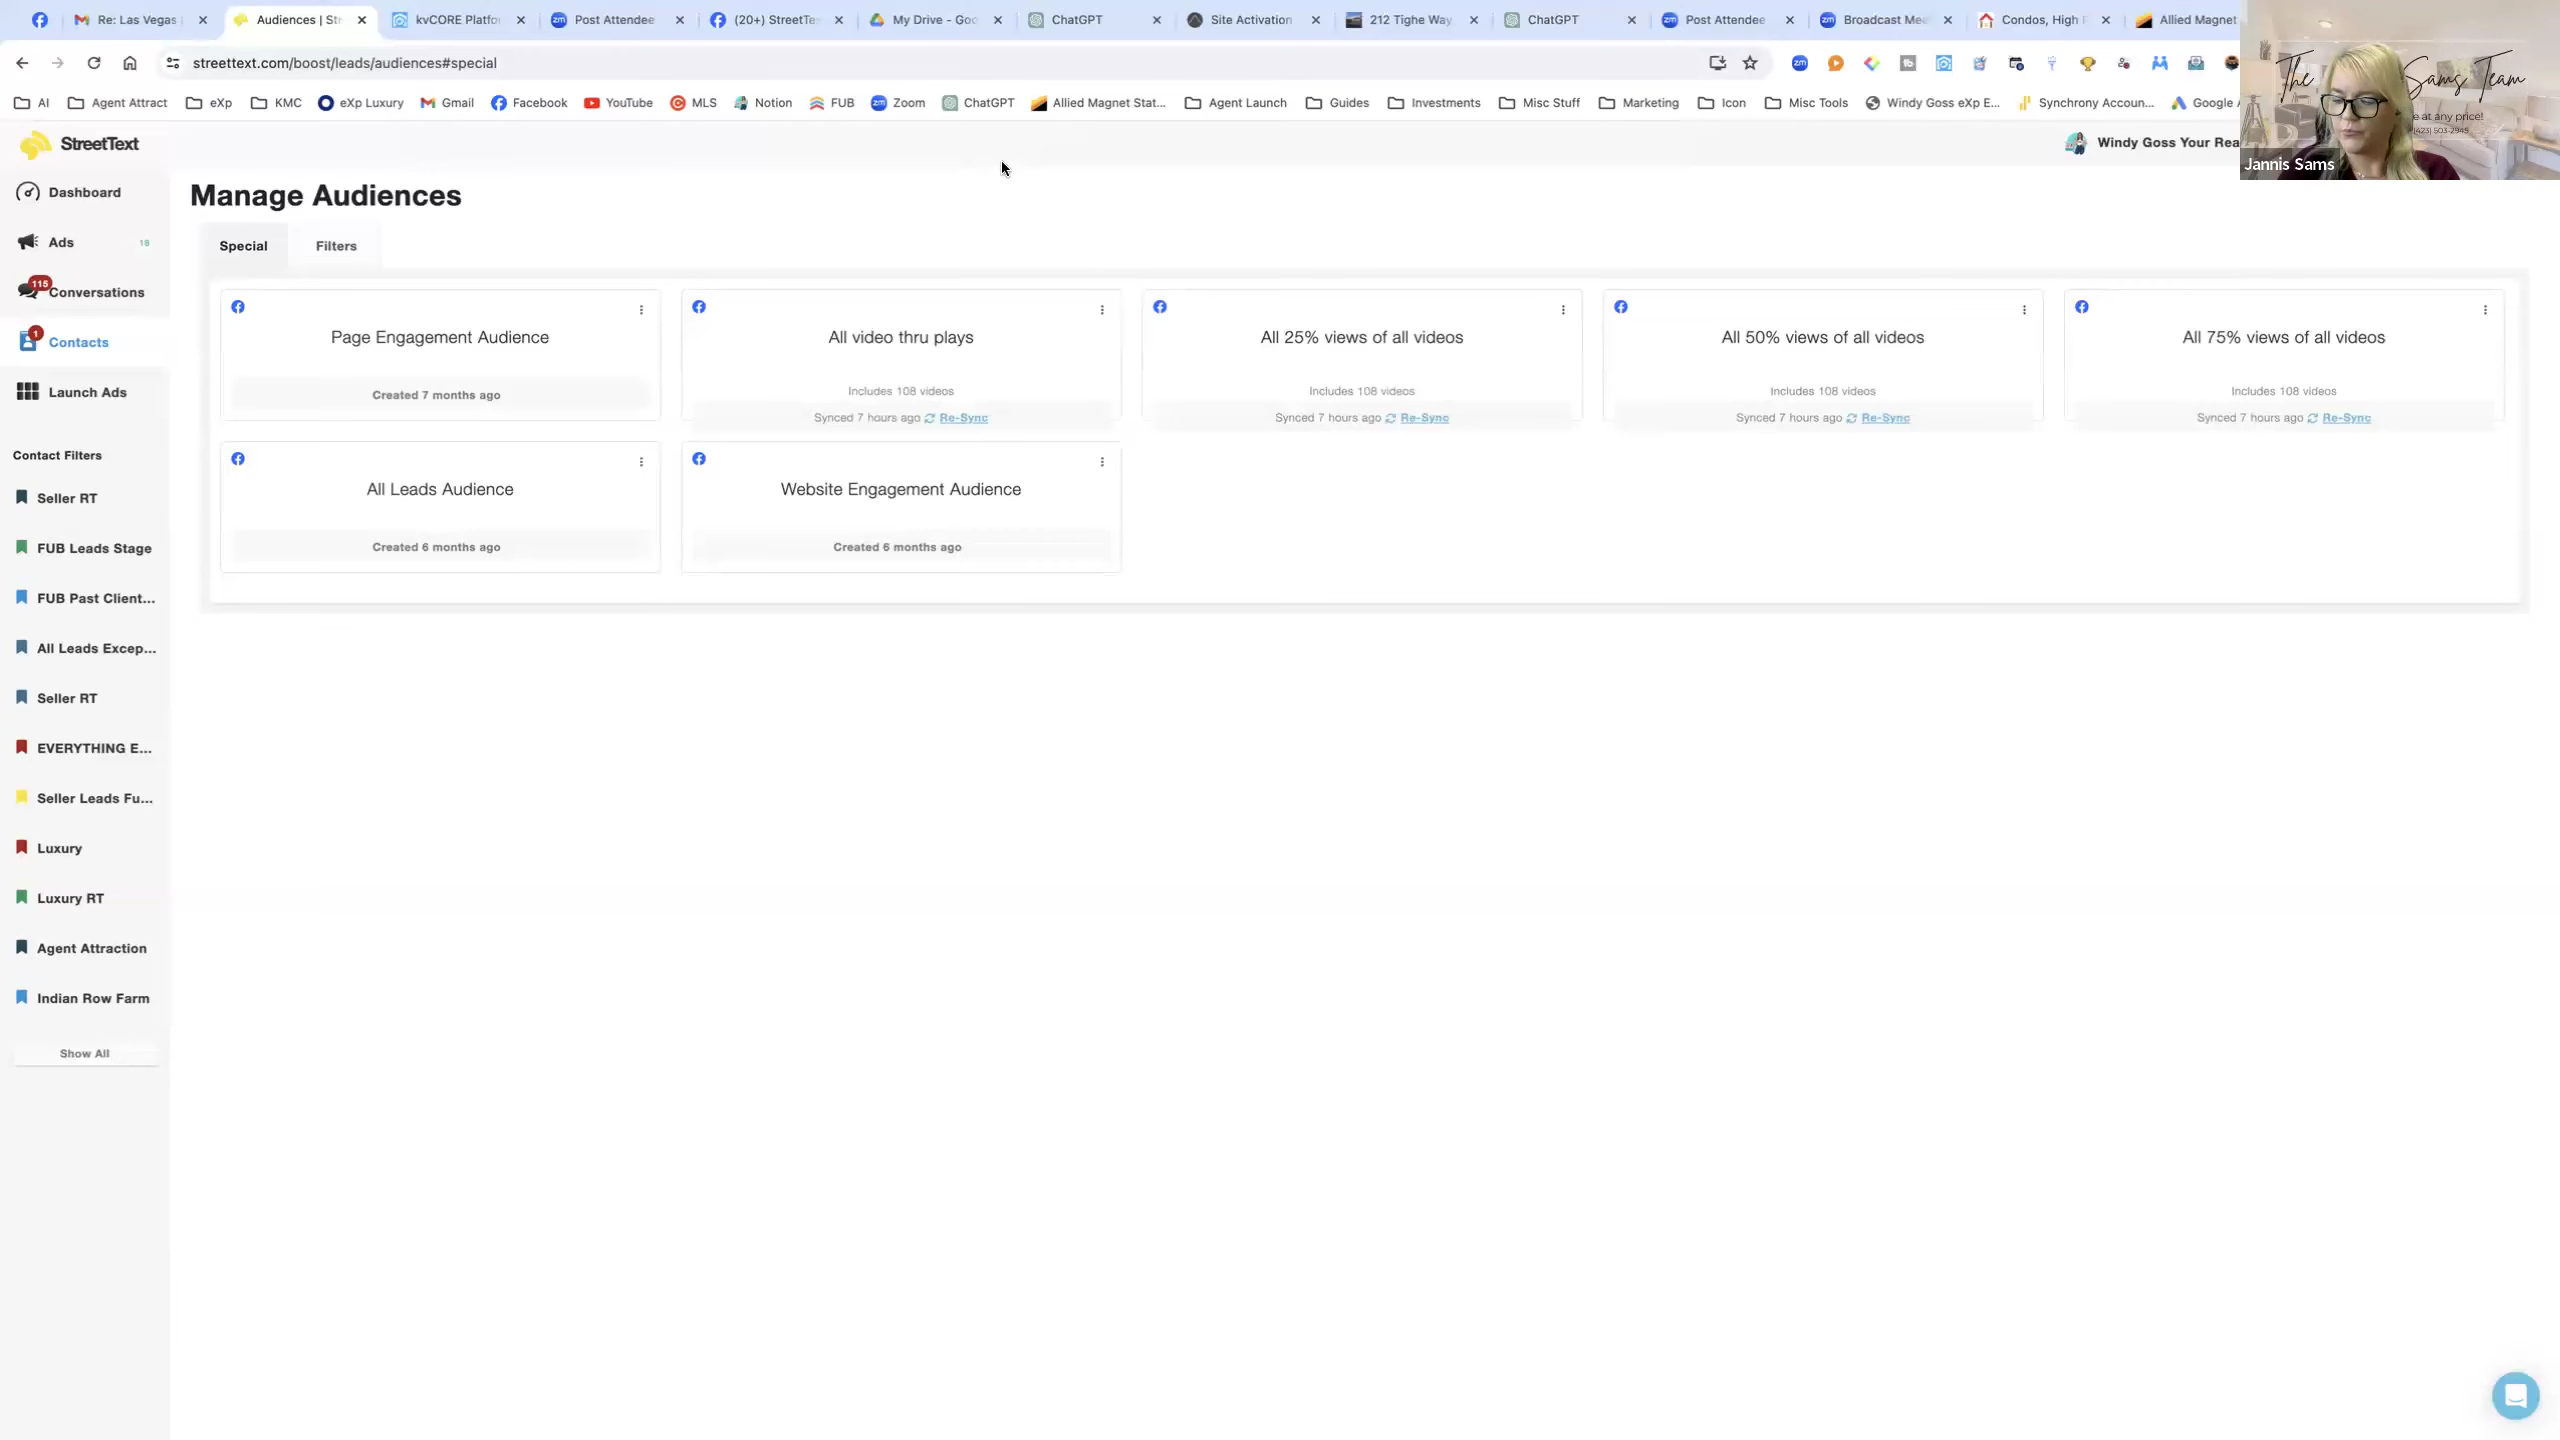 Re: Las Vegas
Audiences | St
kvCORE Platfo
Post Attendee
(20+) StreetTe
My Drive - Goo
ChatGPT
Site Activation
212 Tighe Way
ChatGPT
Post Attendee
Broadcast Mee
Condos, High
Allied Magnet
streettext.com/boost/leads/audiences#special
AI
Agent Attract
eXp
KMC
eXp Luxury
Gmail
Facebook
YouTube
MLS
Notion
FUB
Zoom
ChatGPT
Allied Magnet Stat...
Agent Launch
Guides
Investments
Misc Stuff
Marketing
Icon
Misc Tools
Windy Goss eXp E...
Synchrony Accoun...
Google A
The Sams Team
e at any price!
(423) 503-2945
Jannis Sams
StreetText
Windy Goss Your Rea
Dashboard
Ads 18
115 Conversations
1 Contacts
Launch Ads
Contact Filters
Seller RT
FUB Leads Stage
FUB Past Client...
All Leads Excep...
Seller RT
EVERYTHING E...
Seller Leads Fu...
Luxury
Luxury RT
Agent Attraction
Indian Row Farm
Show All
Manage Audiences
Special
Filters
Page Engagement Audience
Created 7 months ago
All video thru plays
Includes 108 videos
Synced 7 hours ago Re-Sync
All 25% views of all videos
Includes 108 videos
Synced 7 hours ago Re-Sync
All 50% views of all videos
Includes 108 videos
Synced 7 hours ago Re-Sync
All 75% views of all videos
Includes 108 videos
Synced 7 hours ago Re-Sync
All Leads Audience
Created 6 months ago
Website Engagement Audience
Created 6 months ago